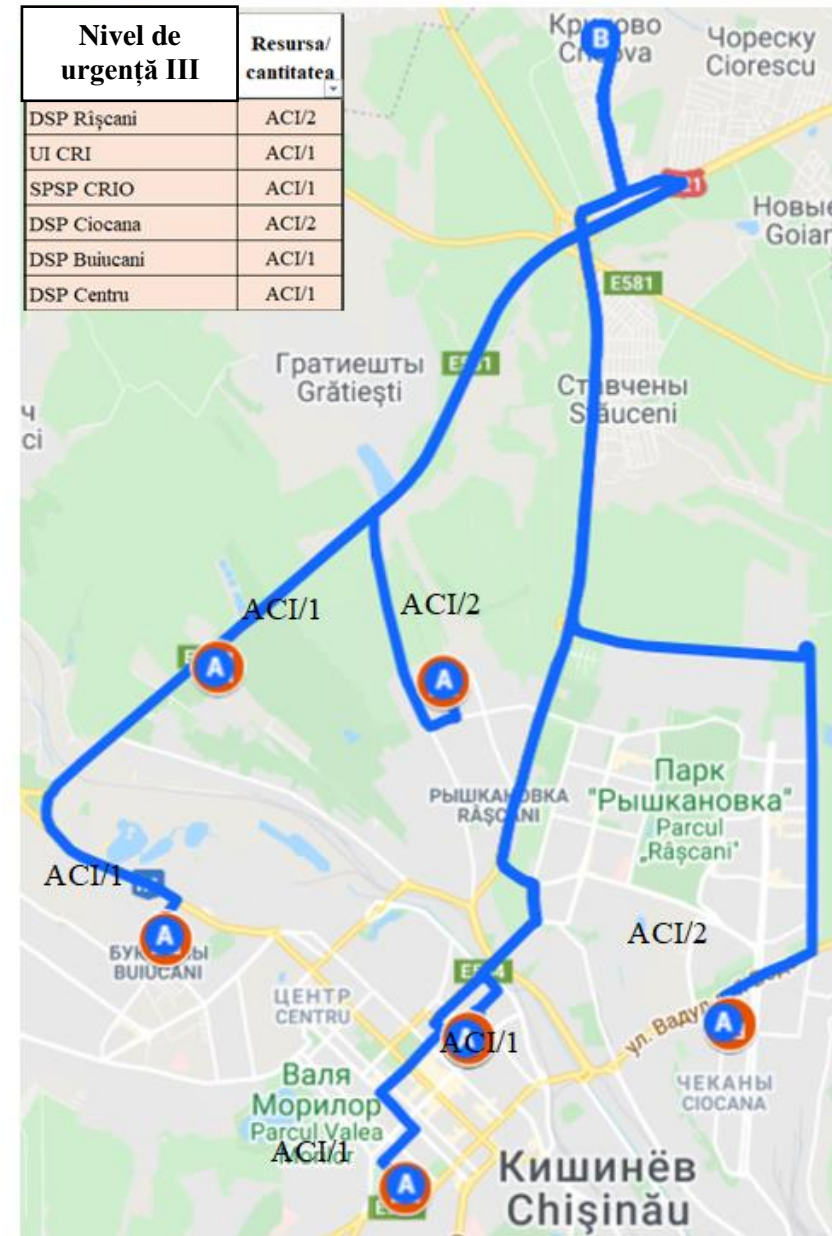 Nivel de
urgență III
Resursa/
cantitatea
DSP Rîșcani ACI/2
UI CRI ACI/1
SPSP CRIO ACI/1
DSP Ciocana ACI/2
DSP Buiucani ACI/1
DSP Centru ACI/1
B
Чореску
Ciorescu
Новые
Goian
E581
Гратиешты
Grătiești
Ставчены
Stăuceni
ч
ci
ACI/1
ACI/2
A
A
РЫШКАНОВКА
RÂȘCANI
Парк
"Рышкановка"
Parcul
„Râșcani"
ACI/1
A
BUIUCANI
ACI/2
ЦЕНТР
CENTRU
ACI/1
ул. Вадул
A
ЧЕКАНЫ
CIOCANA
Валя
Морилор
Parcul Valea
ACI/1
A
Кишинёв
Chișinău